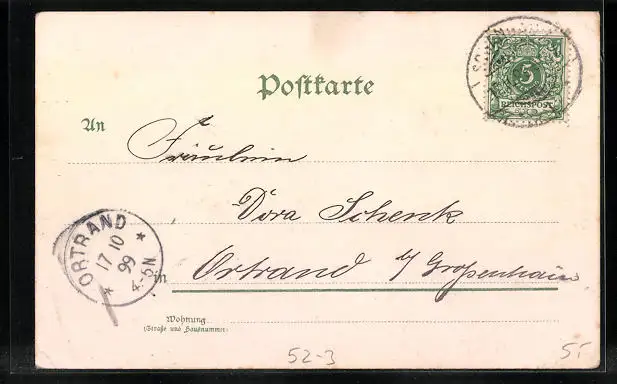 5
REICHSPOST
Postkarte
An
Fräulein
Dora Schenk
ORTRAND
17 10
99
4-5N
in Ortrand b/ Großenhain
Wohnung
(Straße und Hausnummer)
52-3
5,-